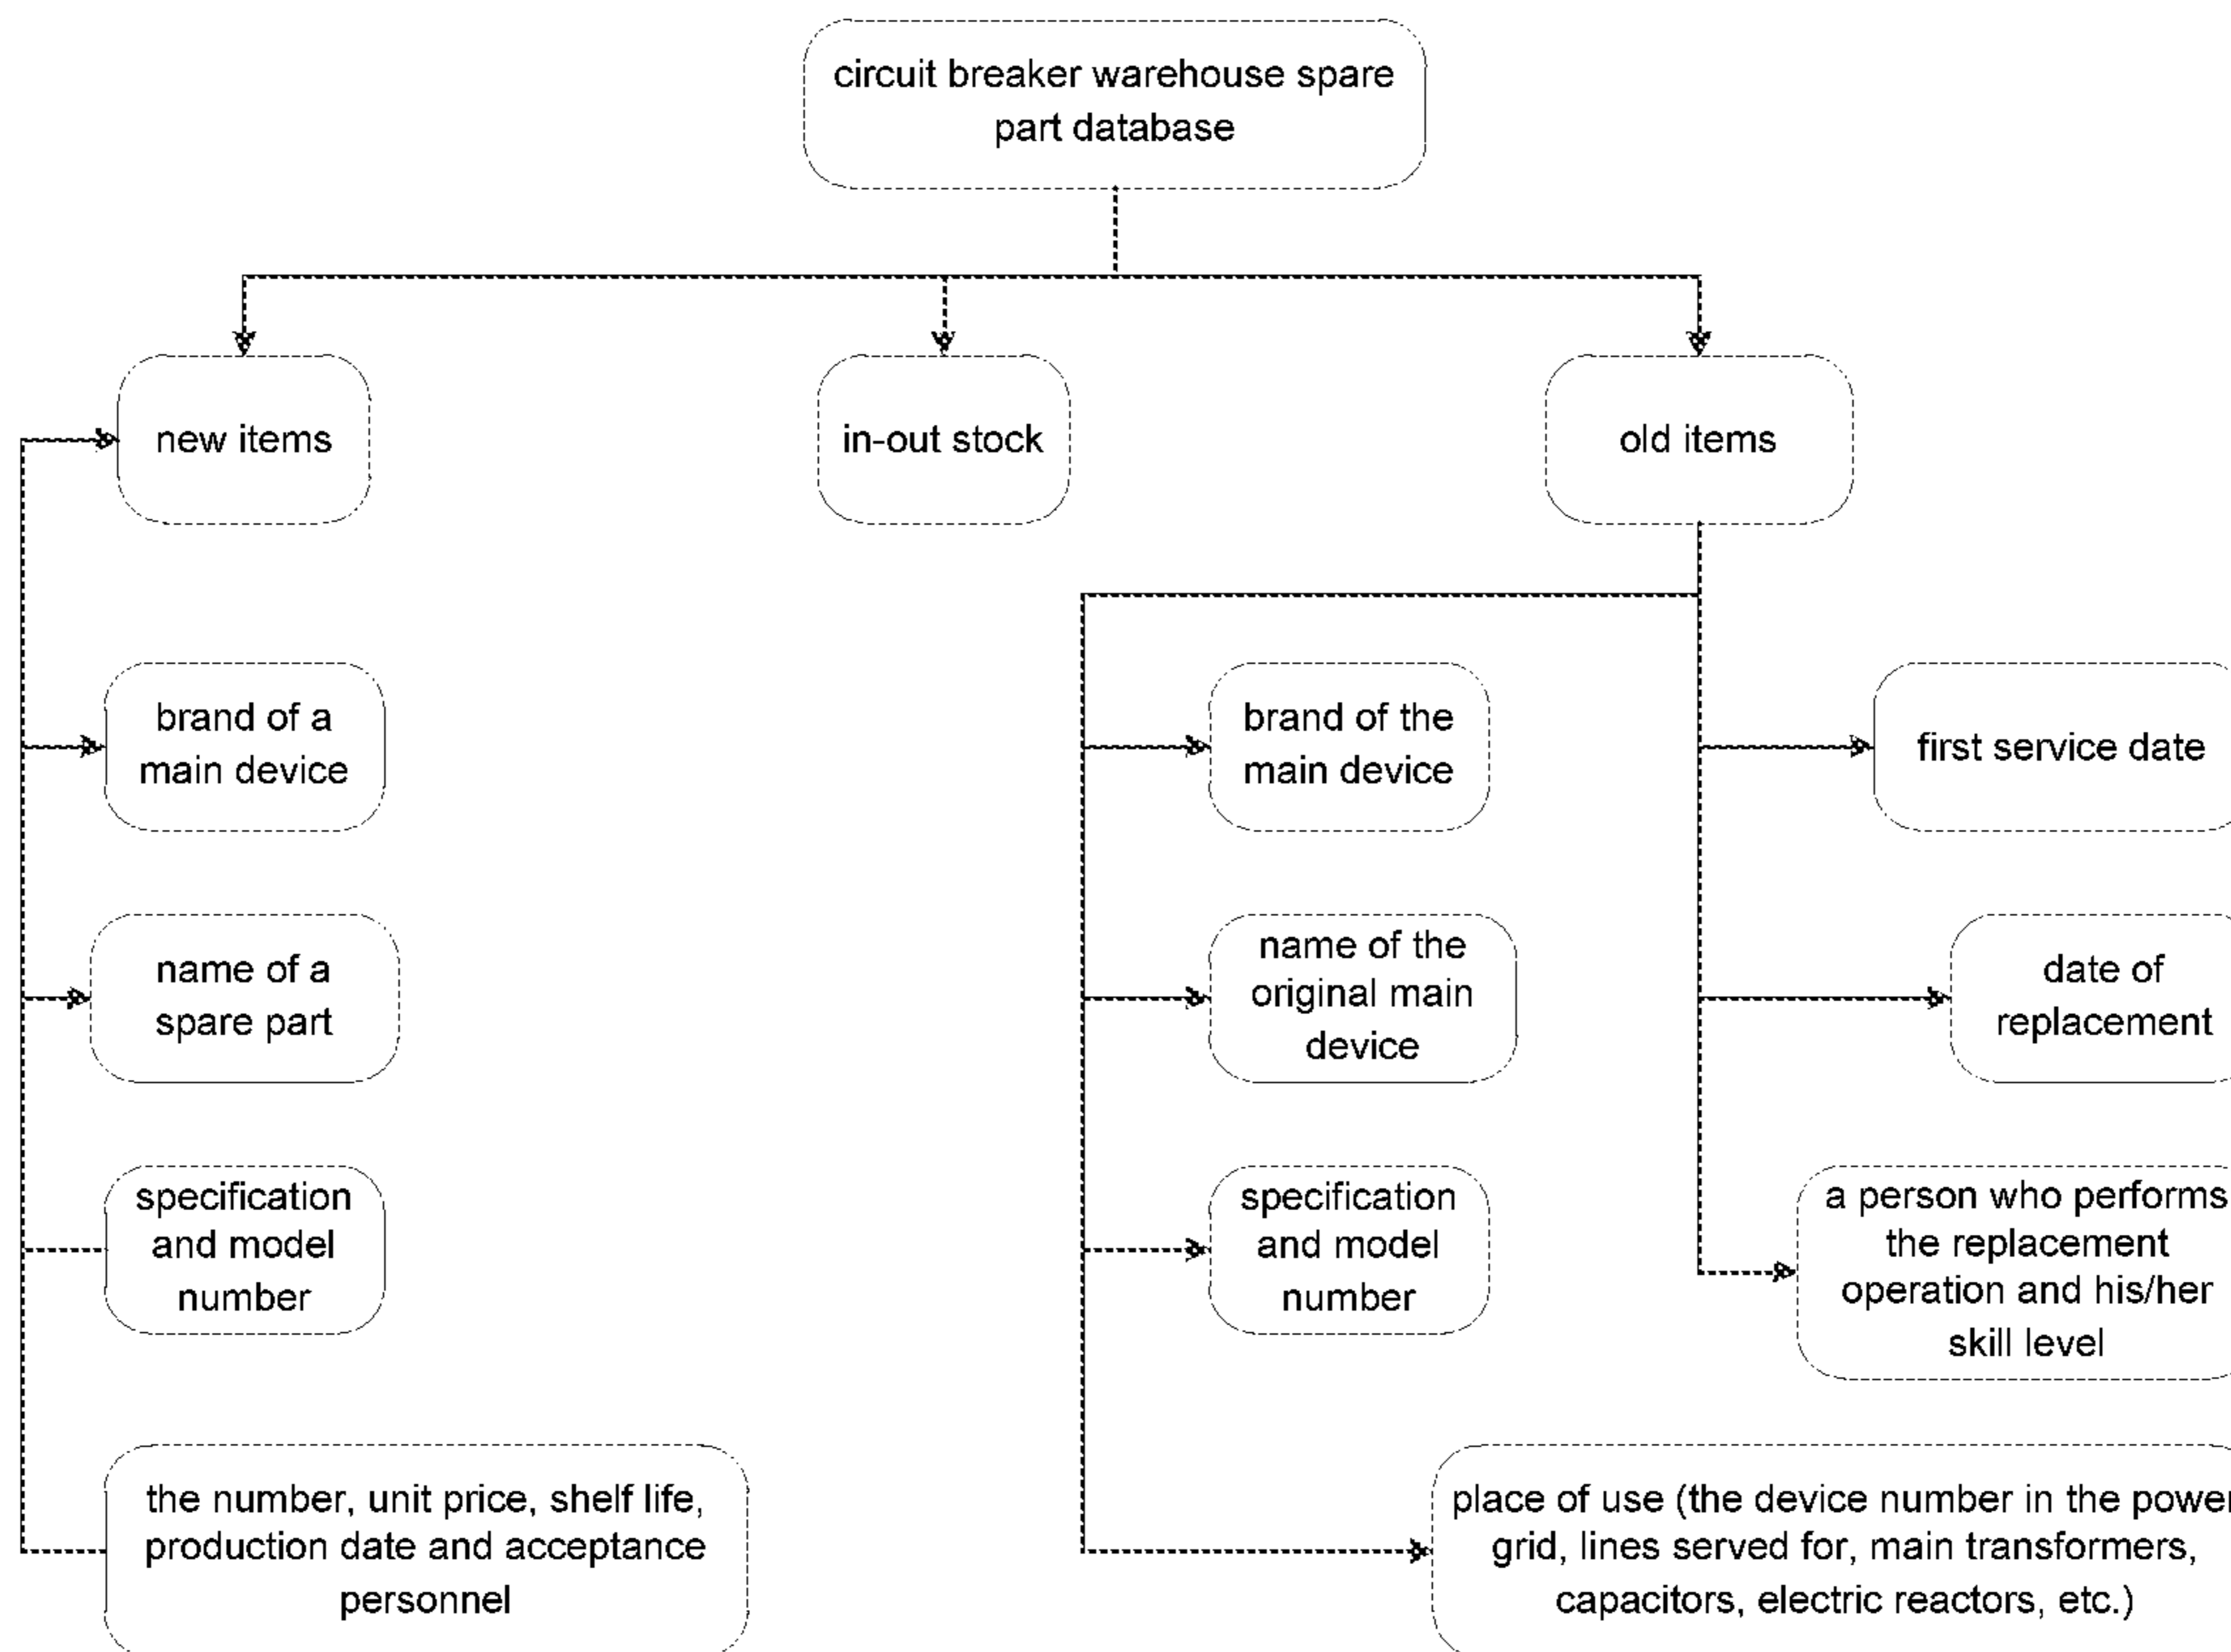 circuit breaker warehouse spare
part database
new items
in-out stock
old items
brand of a
main device
brand of the
main device
first service date
name of a
spare part
name of the
original main
device
date of
replacement
specification
and model
number
specification
and model
number
a person who performs
the replacement
operation and his/her
skill level
the number, unit price, shelf life,
production date and acceptance
personnel
place of use (the device number in the power
grid, lines served for, main transformers,
capacitors, electric reactors, etc.)